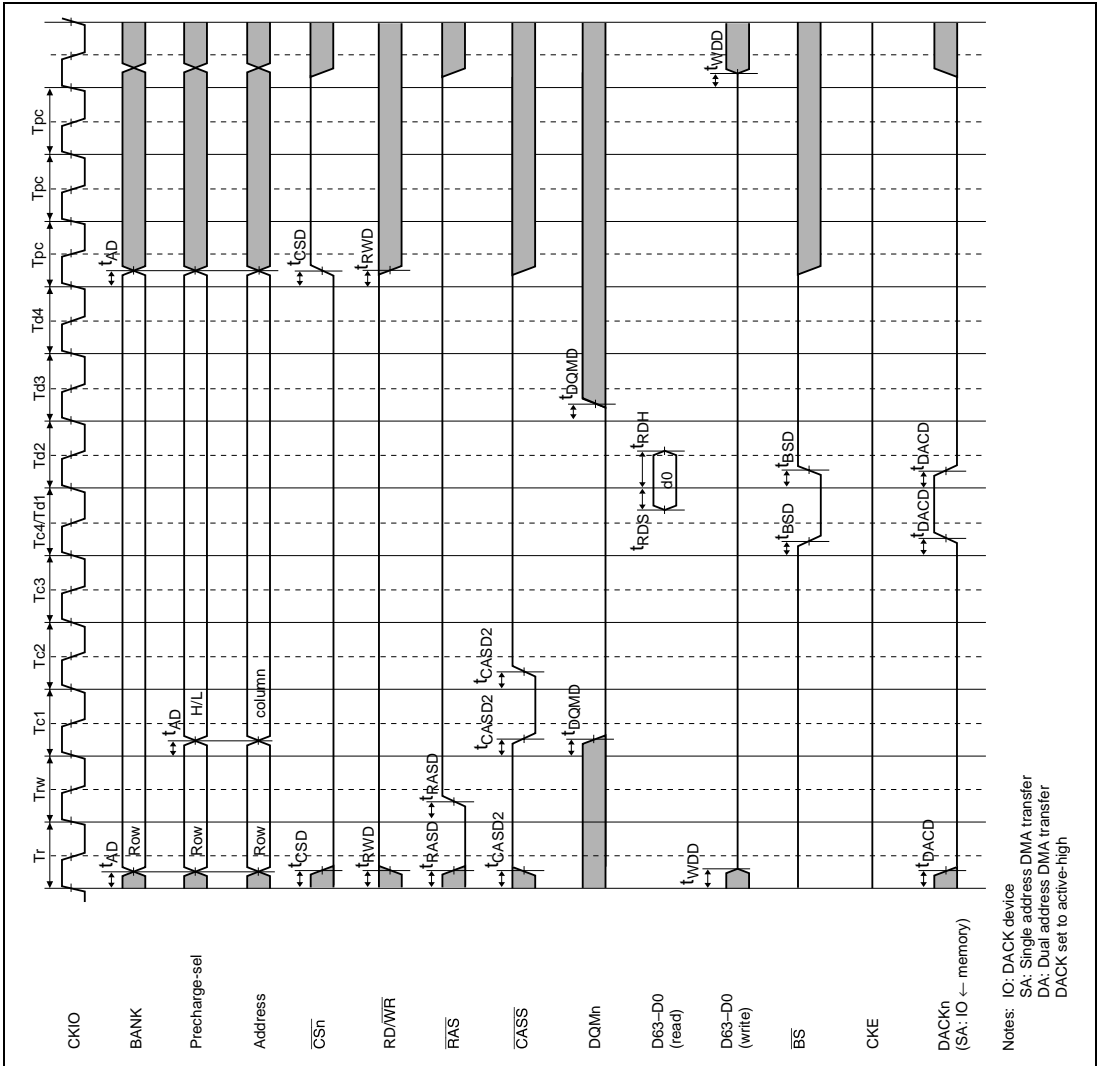 Tr
Trw
Tc1
Tc2
Tc3
Tc4/Td1
Td2
Td3
Td4
Tpc
Tpc
Tpc
CKIO
BANK
tAD
Row
tAD
Precharge-sel
Row
tAD
H/L
Address
Row
column
CSn
tCSD
tCSD
RD/WR
tRWD
tRWD
RAS
tRASD
tRASD
CASS
tCASD2
tCASD2
tCASD2
DQMn
tDQMD
tDQMD
D63–D0
(read)
tRDS
d0
tRDH
D63–D0
(write)
tWDD
tWDD
BS
tBSD
tBSD
CKE
DACKn
(SA: IO ← memory)
tDACD
tDACD
tDACD
Notes: IO: DACK device
SA: Single address DMA transfer
DA: Dual address DMA transfer
DACK set to active-high